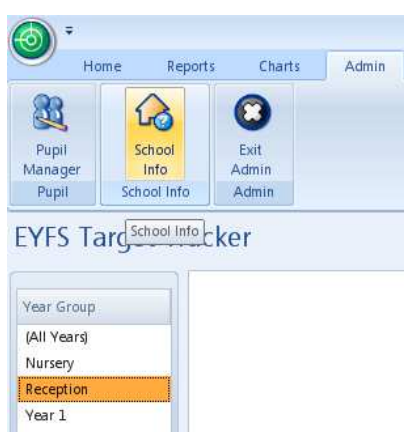 Home Reports Charts Admin
Pupil School Exit
Manager Info Admin
Pupil School Info Admin
School Info
EYFS Targ cker
Year Group
(All Years)
Nursery
Reception
Year 1